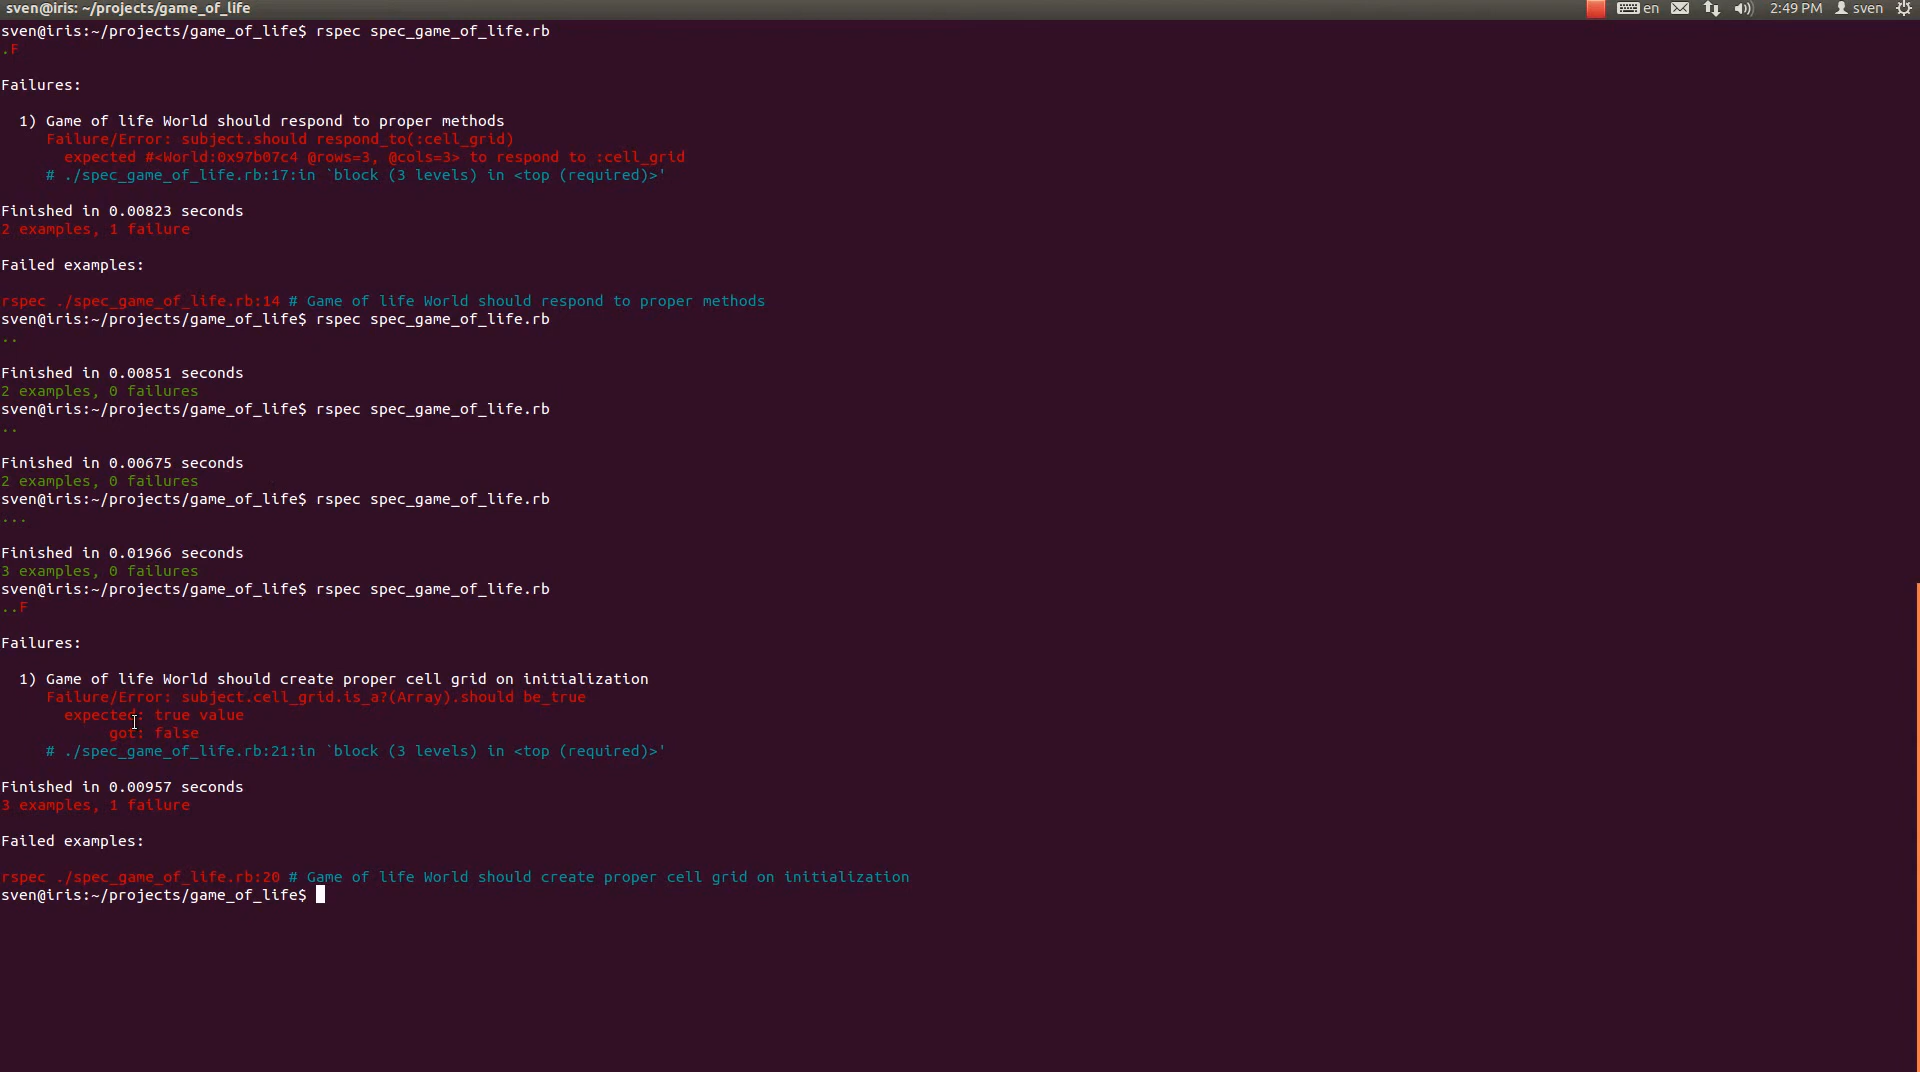 sven@iris: ~/projects/game_of_life en 2:49 PM sven
sven@iris:~/projects/game_of_life$ rspec spec_game_of_life.rb
.F
Failures:
1) Game of life World should respond to proper methods
Failure/Error: subject.should respond_to(:cell_grid)
expected #<World:0x97b07c4 @rows=3, @cols=3> to respond to :cell_grid
# ./spec_game_of_life.rb:17:in `block (3 levels) in <top (required)>'
Finished in 0.00823 seconds
2 examples, 1 failure
Failed examples:
rspec ./spec_game_of_life.rb:14 # Game of life World should respond to proper methods
sven@iris:~/projects/game_of_life$ rspec spec_game_of_life.rb
..
Finished in 0.00851 seconds
2 examples, 0 failures
sven@iris:~/projects/game_of_life$ rspec spec_game_of_life.rb
..
Finished in 0.00675 seconds
2 examples, 0 failures
sven@iris:~/projects/game_of_life$ rspec spec_game_of_life.rb
...
Finished in 0.01966 seconds
3 examples, 0 failures
sven@iris:~/projects/game_of_life$ rspec spec_game_of_life.rb
..F
Failures:
1) Game of life World should create proper cell grid on initialization
Failure/Error: subject.cell_grid.is_a?(Array).should be_true
expected: true value
got: false
# ./spec_game_of_life.rb:21:in `block (3 levels) in <top (required)>'
Finished in 0.00957 seconds
3 examples, 1 failure
Failed examples:
rspec ./spec_game_of_life.rb:20 # Game of life World should create proper cell grid on initialization
sven@iris:~/projects/game_of_life$